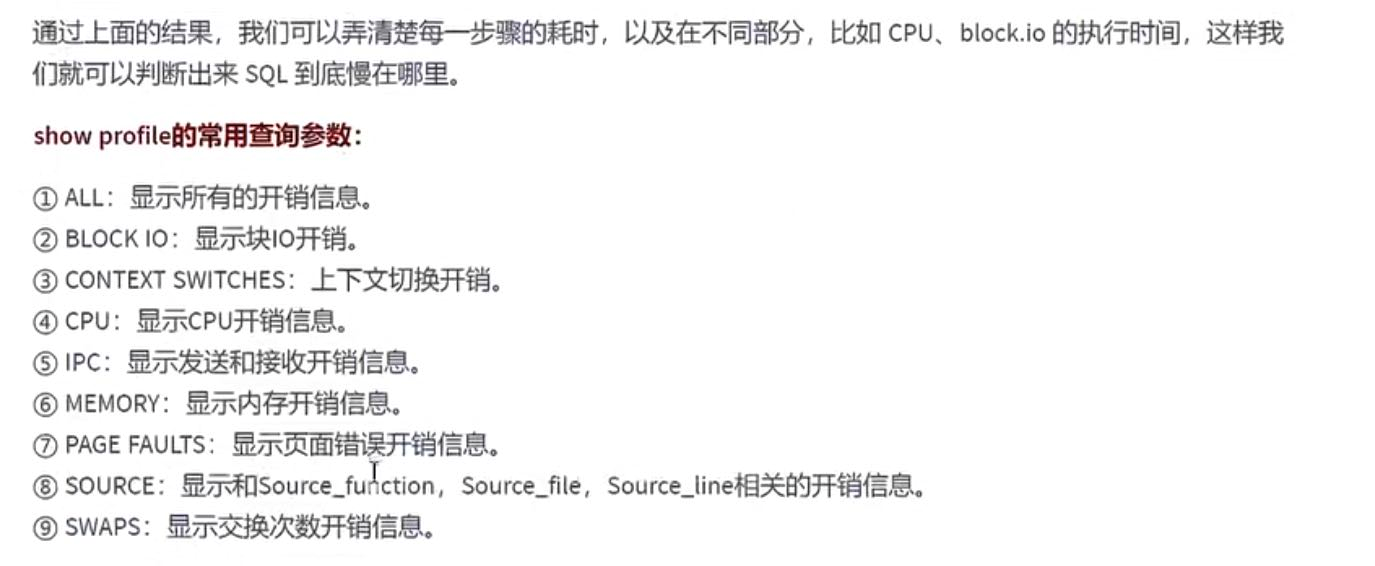 通过上面的结果，我们可以弄清楚每一步骤的耗时，以及在不同部分，比如 CPU、block.io 的执行时间，这样我
们就可以判断出来 SQL 到底慢在哪里。
show profile的常用查询参数：
① ALL：显示所有的开销信息。
② BLOCK IO：显示块IO开销。
③ CONTEXT SWITCHES：上下文切换开销。
④ CPU：显示CPU开销信息。
⑤ IPC：显示发送和接收开销信息。
⑥ MEMORY：显示内存开销信息。
⑦ PAGE FAULTS：显示页面错误开销信息。
⑧ SOURCE：显示和Source_function，Source_file，Source_line相关的开销信息。
⑨ SWAPS：显示交换次数开销信息。